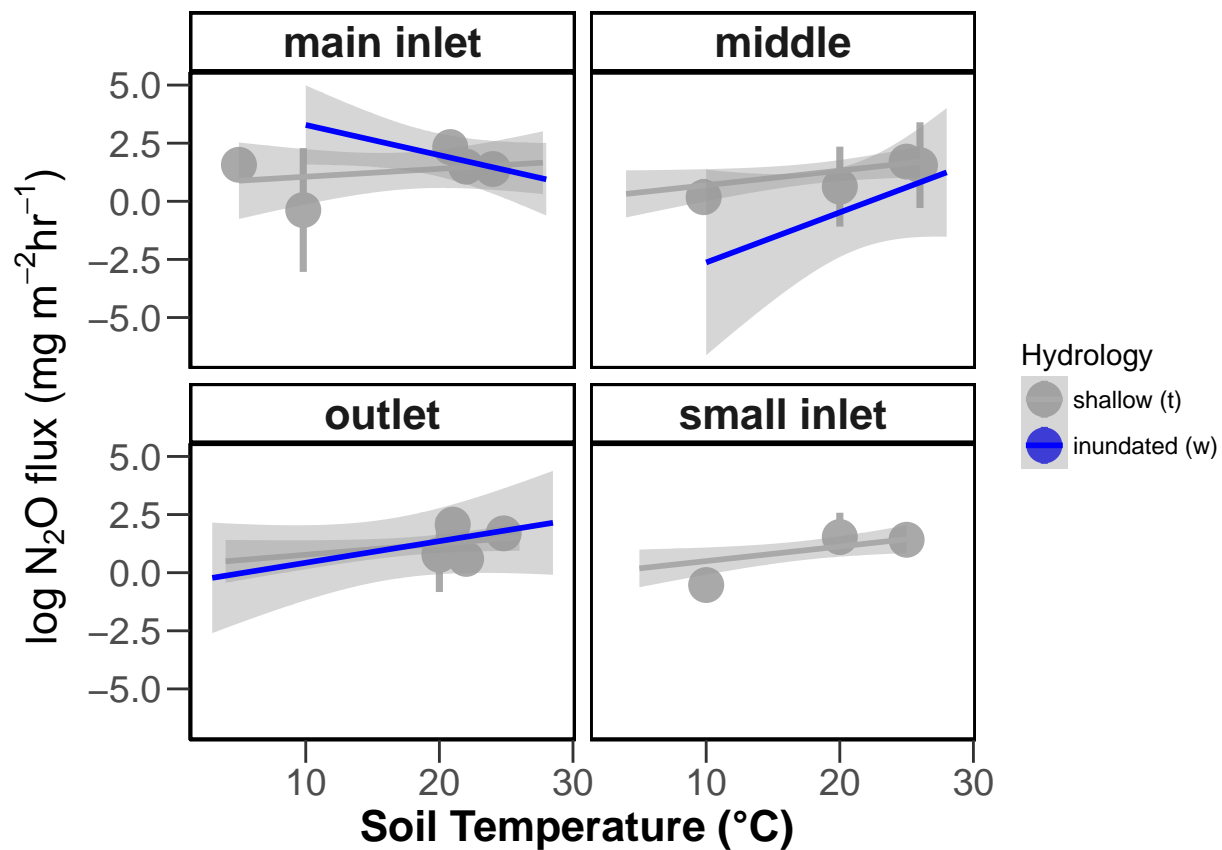 main inlet
middle
5.0
2.5
0.0
−2.5
−5.0
outlet
small inlet
5.0
2.5
0.0
−2.5
−5.0
10
20
30
10
20
30
Soil Temperature (°C)
log N₂O flux (mg m⁻²hr⁻¹)
Hydrology
shallow (t)
inundated (w)